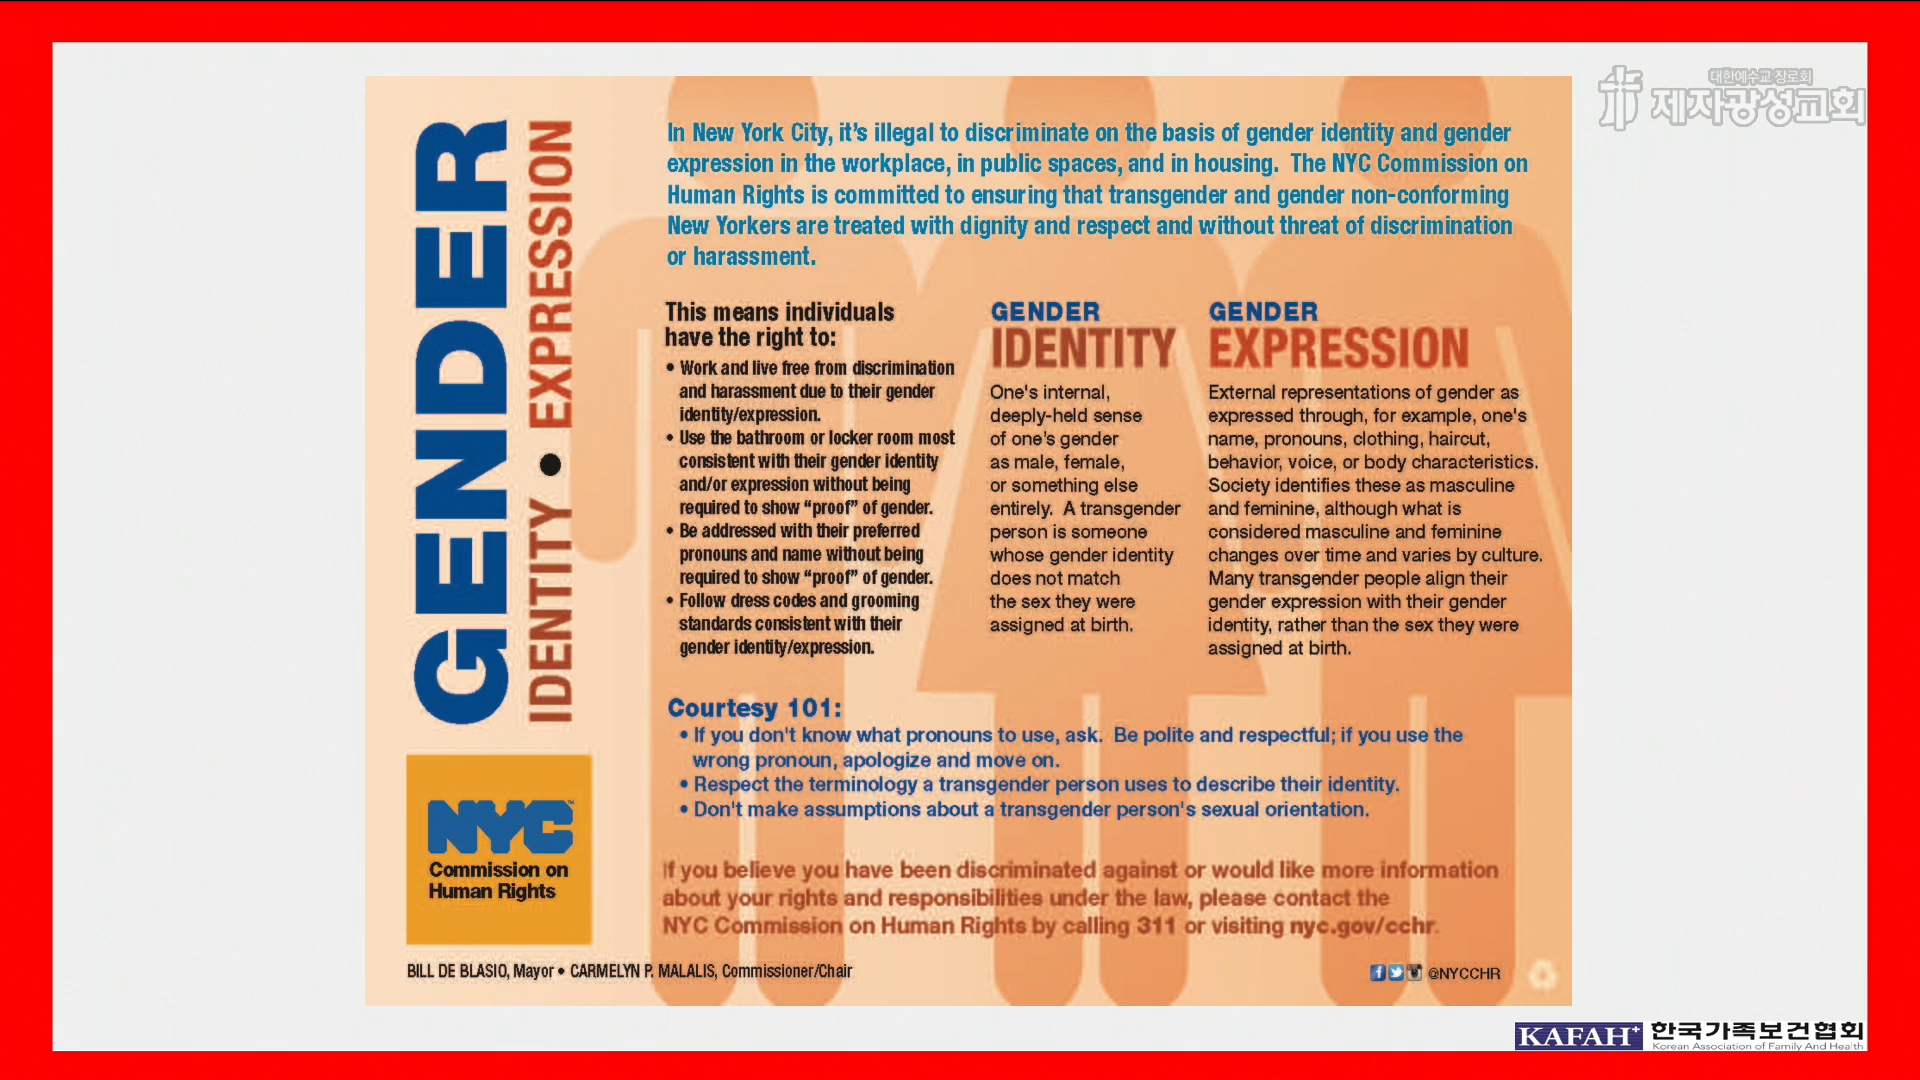 대한예수교 장로회
제자광성교회
GENDER
IDENTITY • EXPRESSION
In New York City, it's illegal to discriminate on the basis of gender identity and gender
expression in the workplace, in public spaces, and in housing. The NYC Commission on
Human Rights is committed to ensuring that transgender and gender non-conforming
New Yorkers are treated with dignity and respect and without threat of discrimination
or harassment.
This means individuals
have the right to:
• Work and live free from discrimination
and harassment due to their gender
identity/expression.
• Use the bathroom or locker room most
consistent with their gender identity
and/or expression without being
required to show “proof” of gender.
• Be addressed with their preferred
pronouns and name without being
required to show “proof” of gender.
• Follow dress codes and grooming
standards consistent with their
gender identity/expression.
GENDER
IDENTITY
One's internal,
deeply-held sense
of one's gender
as male, female,
or something else
entirely. A transgender
person is someone
whose gender identity
does not match
the sex they were
assigned at birth.
GENDER
EXPRESSION
External representations of gender as
expressed through, for example, one's
name, pronouns, clothing, haircut,
behavior, voice, or body characteristics.
Society identifies these as masculine
and feminine, although what is
considered masculine and feminine
changes over time and varies by culture.
Many transgender people align their
gender expression with their gender
identity, rather than the sex they were
assigned at birth.
Courtesy 101:
• If you don't know what pronouns to use, ask. Be polite and respectful; if you use the
wrong pronoun, apologize and move on.
• Respect the terminology a transgender person uses to describe their identity.
• Don't make assumptions about a transgender person's sexual orientation.
If you believe you have been discriminated against or would like more information
about your rights and responsibilities under the law, please contact the
NYC Commission on Human Rights by calling 311 or visiting nyc.gov/cchr.
NYC
Commission on
Human Rights
BILL DE BLASIO, Mayor • CARMELYN P. MALALIS, Commissioner/Chair
@NYCCHR
KAFAH+ 한국가족보건협회
Korean Association of Family And Health